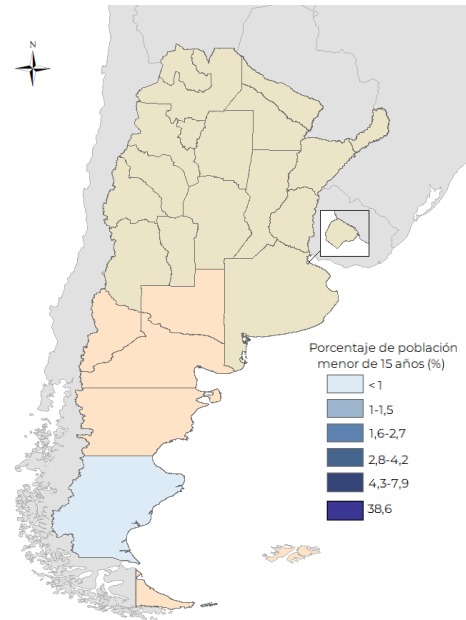 N
Porcentaje de población
menor de 15 años (%)
<1
1-1,5
1,6-2,7
2,8-4,2
4,3-7,9
38,6